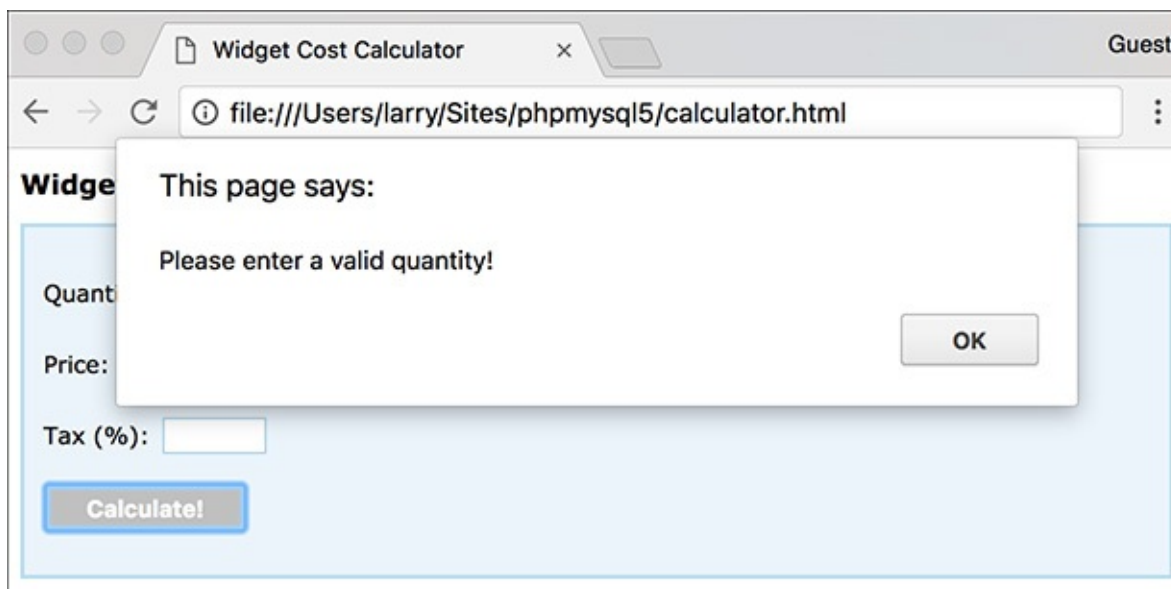 Widget Cost Calculator
Guest
file:///Users/larry/Sites/phpmysql5/calculator.html
Widge
This page says:
Please enter a valid quantity!
Quanti
Price:
OK
Tax (%):
Calculate!